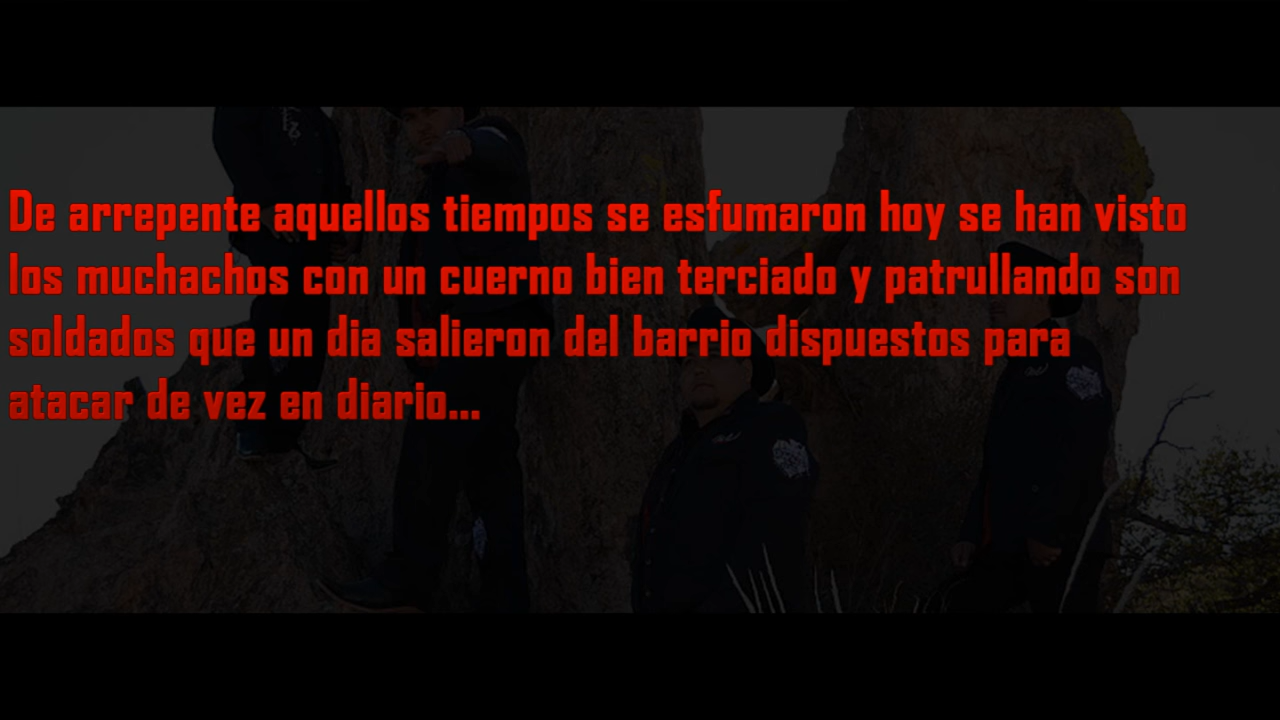 De arrepente aquellos tiempos se esfumaron hoy se han visto
los muchachos con un cuerno bien terciado y patrullando son
soldados que un dia salieron del barrio dispuestos para
atacar de vez en diario...